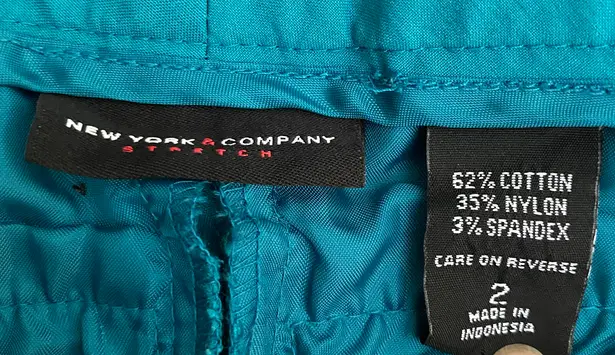 NEW YORK & COMPANY
STRETCH
62% COTTON
35% NYLON
3% SPANDEX
CARE ON REVERSE
2
MADE IN
INDONESIA